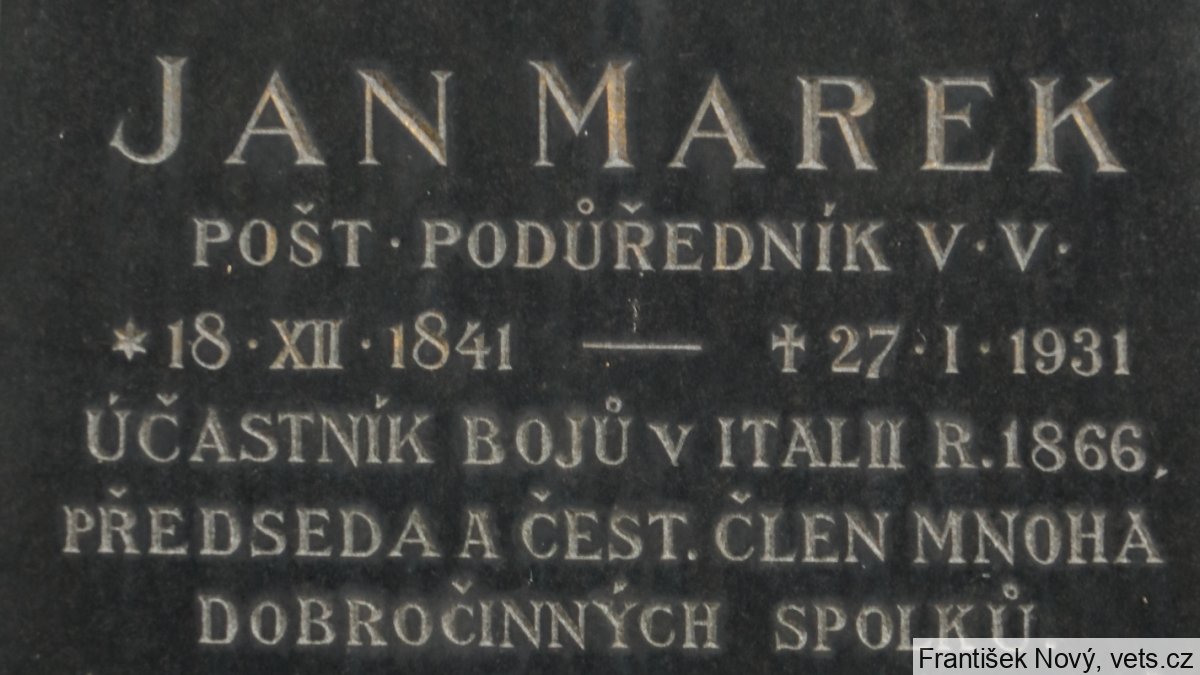 JAN MAREK
POŠT. PODŮŘEDNÍK V. V.
* 18. XII. 1841 — ✝ 27. I. 1931
ÚČASTNÍK BOJŮ V ITALII R. 1866,
PŘEDSEDA A ČEST. ČLEN MNOHA
DOBROČINNÝCH SPOLKŮ.
František Nový, vets.cz